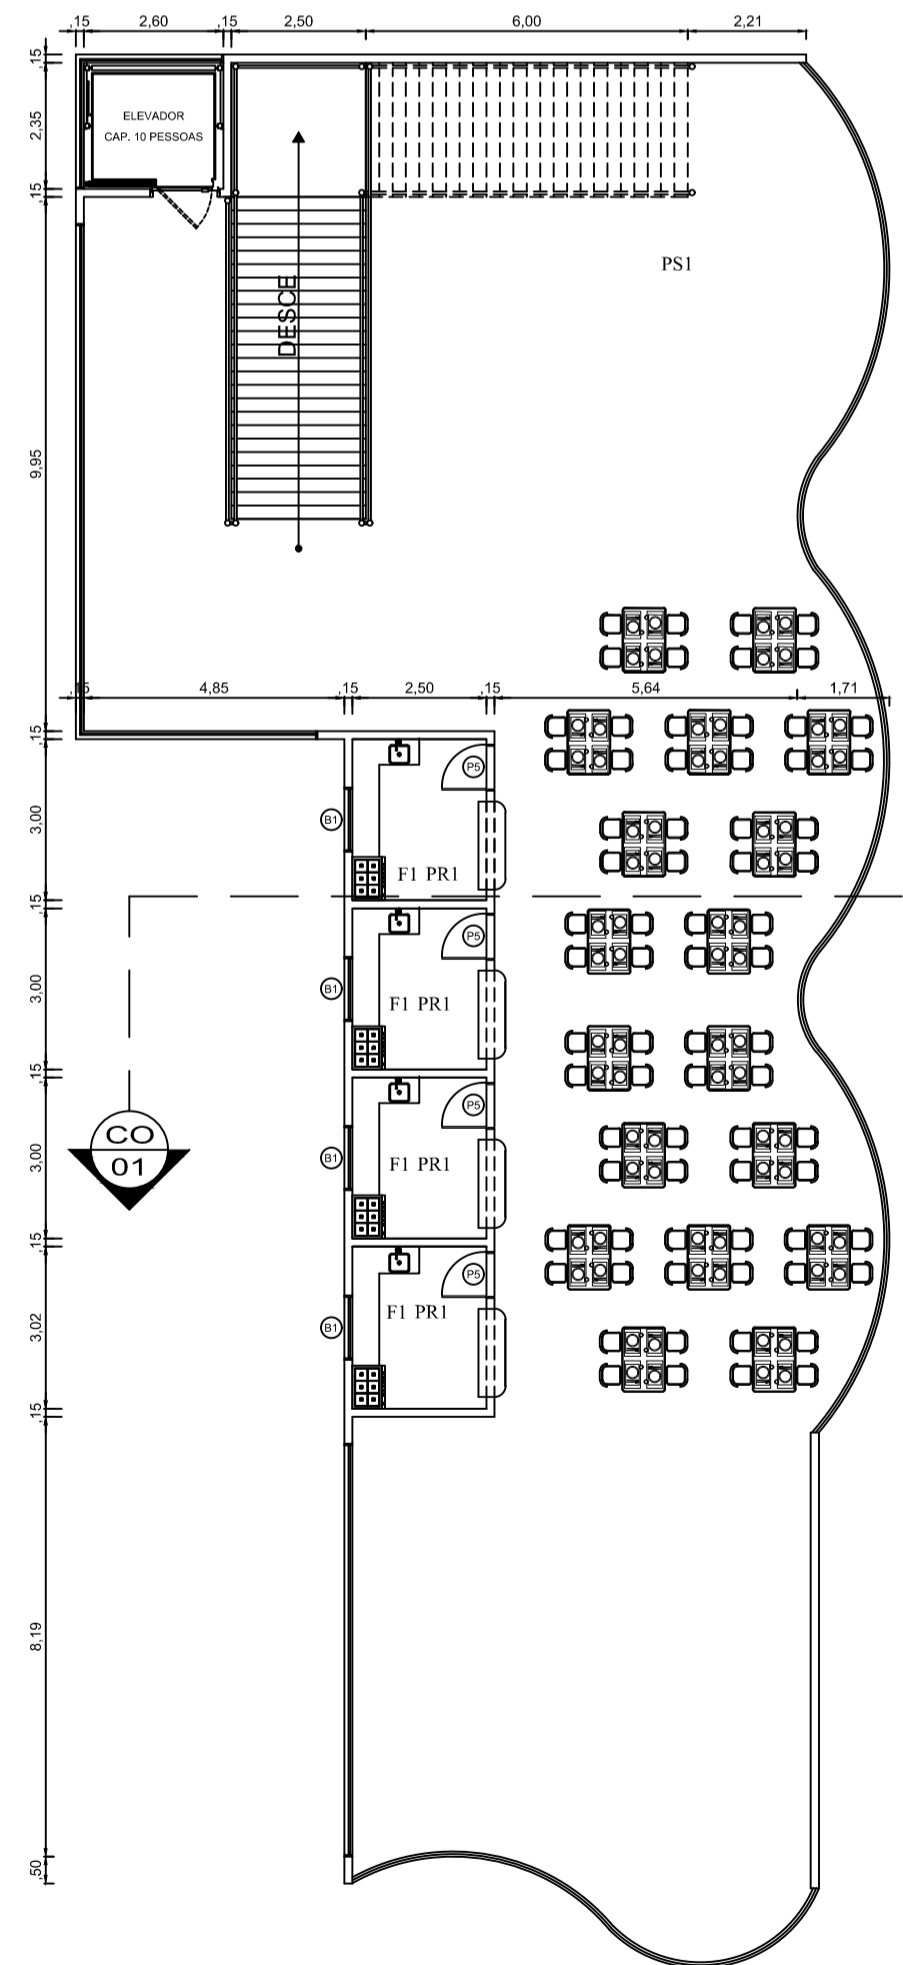 ,15 2,60 ,15 2,50 6,00 2,21
,15
2,35
,15
ELEVADOR
CAP. 10 PESSOAS
PS1
DESCE
9,95
,15 4,85 ,15 2,50 ,15 5,64 1,71
,15
P5
3,00
B1
F1 PR1
,15
P5
3,00
B1
F1 PR1
,15
P5
CO
01
3,00
B1
F1 PR1
,15
P5
3,02
B1
F1 PR1
,15
8,19
,50